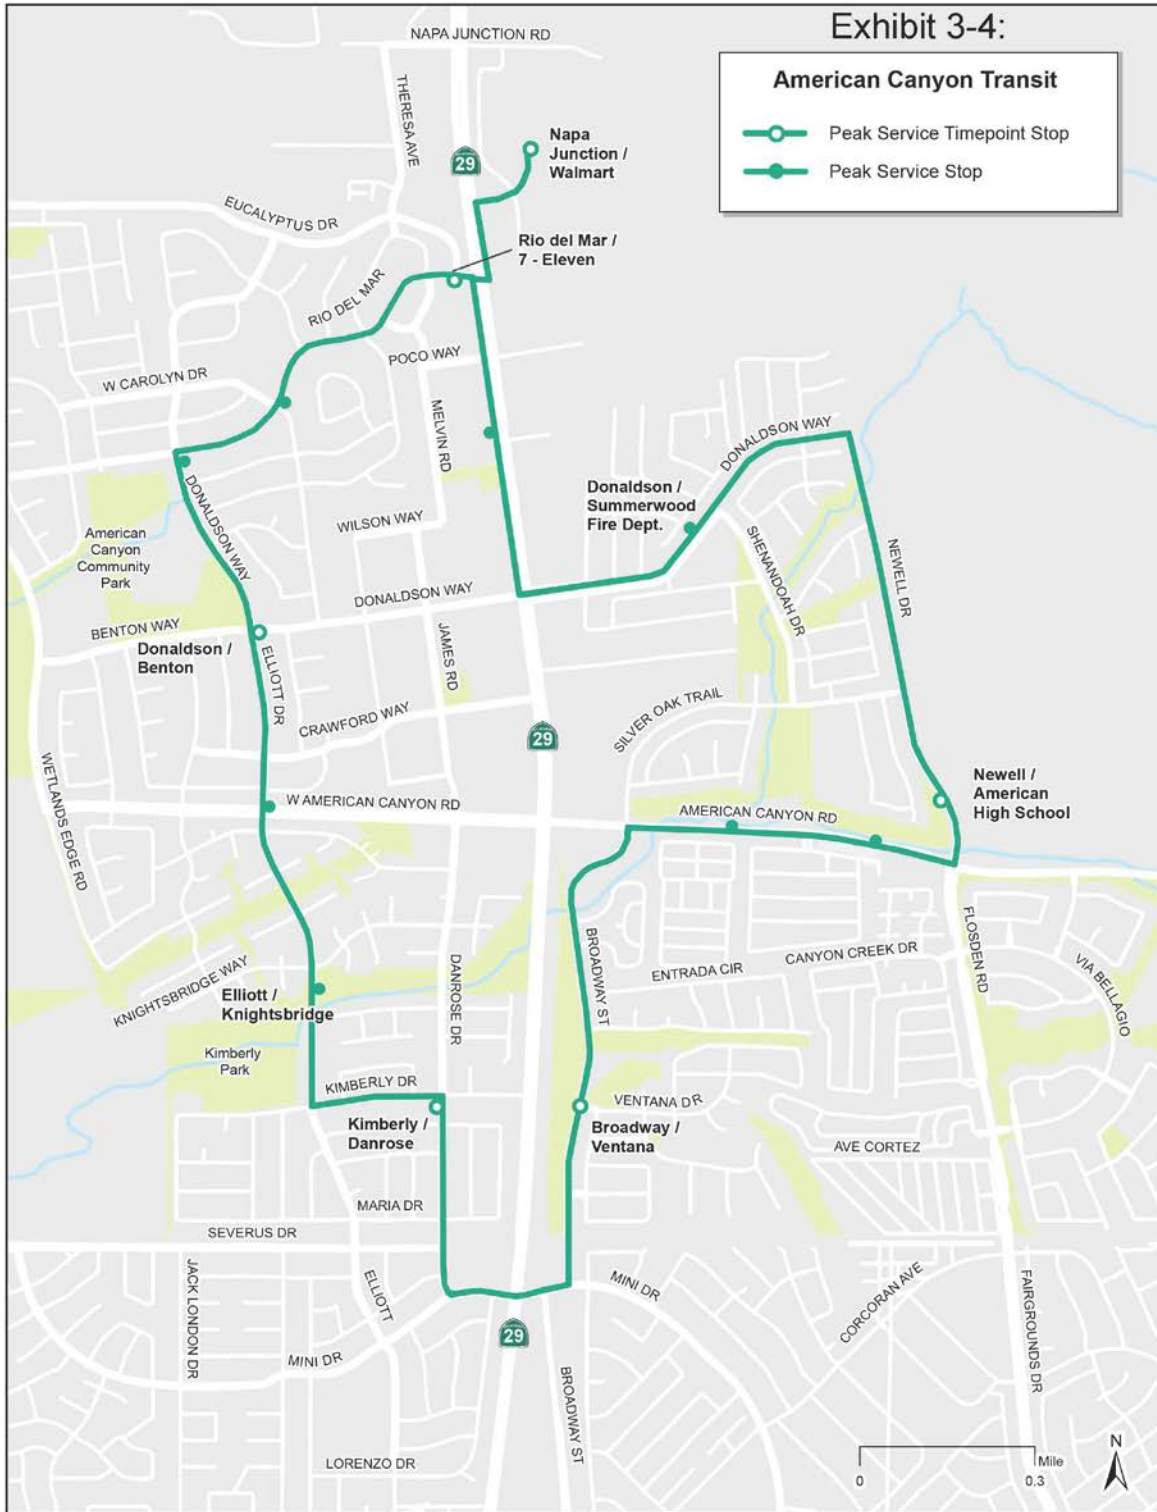 Exhibit 3-4:
American Canyon Transit
Peak Service Timepoint Stop
Peak Service Stop
NAPA JUNCTION RD
THERESA AVE
29
Napa
Junction /
Walmart
EUCALYPTUS DR
Rio del Mar /
7 - Eleven
RIO DEL MAR
POCO WAY
W CAROLYN DR
MELVIN RD
DONALDSON WAY
Donaldson /
Summerwood
Fire Dept.
DONALDSON WAY
WILSON WAY
SHENANDOAH DR
NEWELL DR
American
Canyon
Community
Park
DONALDSON WAY
BENTON WAY
Donaldson /
Benton
ELLIOTT DR
JAMES RD
CRAWFORD WAY
SILVER OAK TRAIL
29
WETLANDS EDGE RD
W AMERICAN CANYON RD
AMERICAN CANYON RD
Newell /
American
High School
BROADWAY ST
DANROSE DR
ENTRADA CIR
CANYON CREEK DR
FLOSDEN RD
VIA BELLAGIO
KNIGHTSBRIDGE WAY
Elliott /
Knightsbridge
Kimberly
Park
KIMBERLY DR
Kimberly /
Danrose
VENTANA DR
Broadway /
Ventana
AVE CORTEZ
MARIA DR
SEVERUS DR
JACK LONDON DR
ELLIOTT
MINI DR
MINI DR
CORCORAN AVE
FAIRGROUNDS DR
29
BROADWAY ST
LORENZO DR
0
0.3
Mile
N